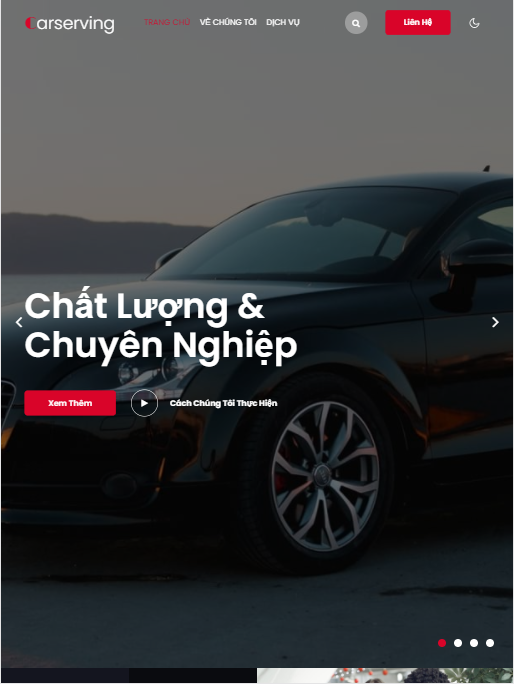 Carserving
TRANG CHỦ VỀ CHÚNG TÔI DỊCH VỤ
Liên Hệ
Chất Lượng &
Chuyên Nghiệp
Xem Thêm
Cách Chúng Tôi Thực Hiện